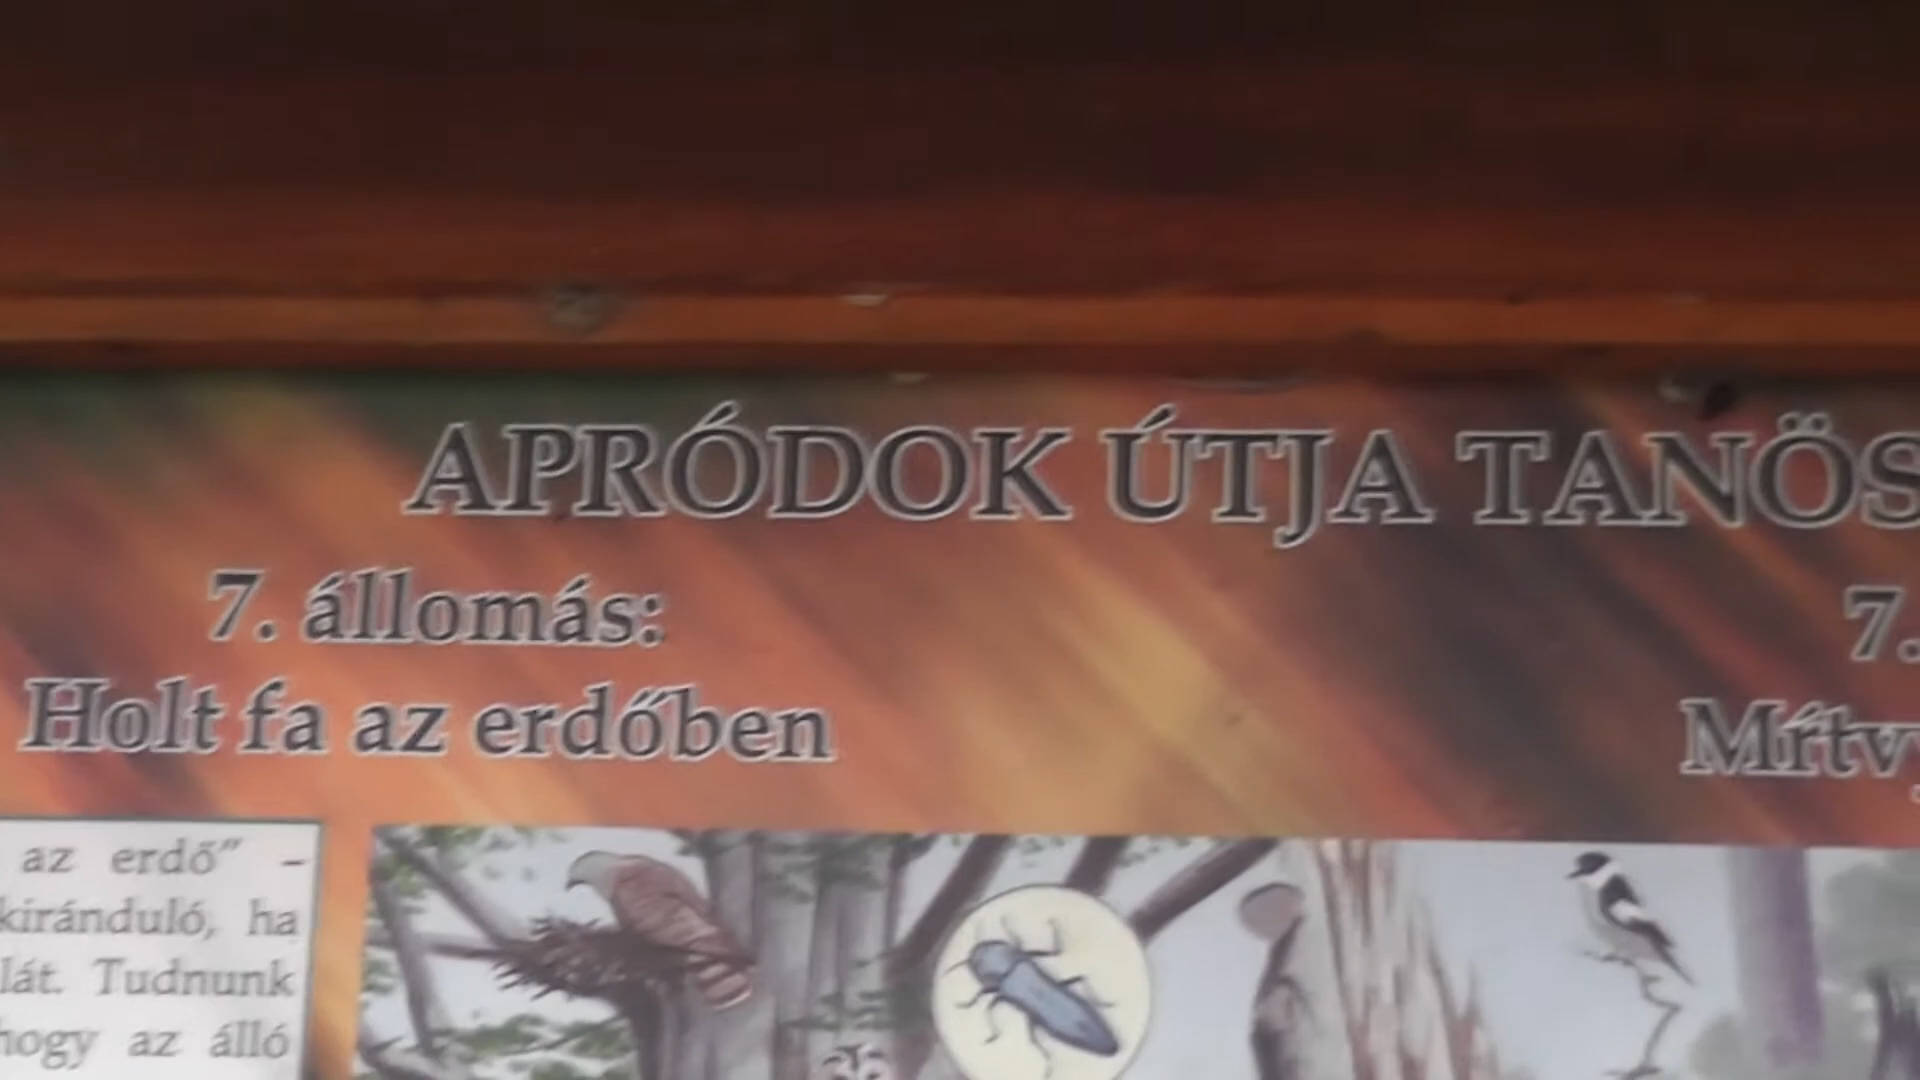 APRÓDOK ÚTJA TANÖS
7. állomás:
Holt fa az erdőben
7.
Mŕtv
az erdő” –
kiránduló, ha
lát. Tudnunk
hogy az álló